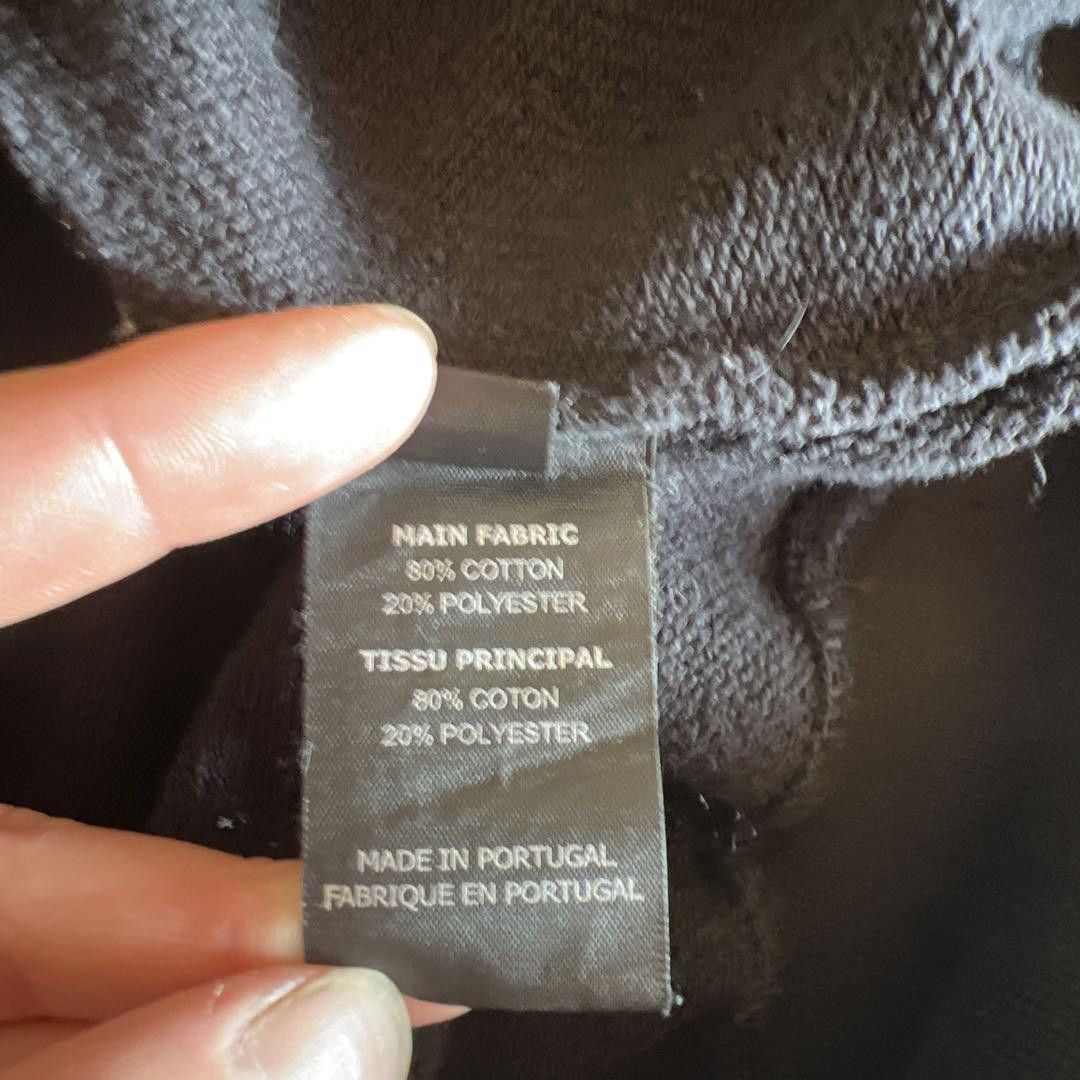 MAIN FABRIC
80% COTTON
20% POLYESTER
TISSU PRINCIPAL
80% COTON
20% POLYESTER
MADE IN PORTUGAL
FABRIQUE EN PORTUGAL